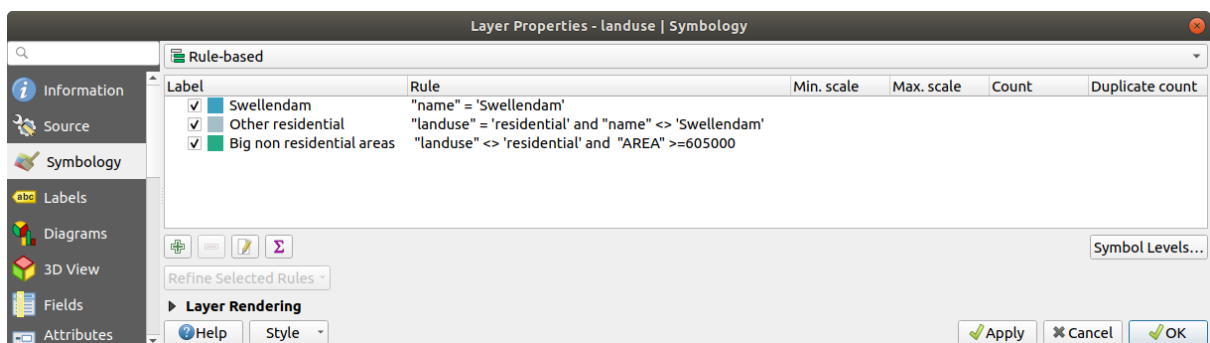 Layer Properties - landuse | Symbology
Rule-based
Information
Source
Symbology
abc Labels
Diagrams
3D View
Fields
Attributes
Label Rule Min. scale Max. scale Count Duplicate count
Swellendam "name" = 'Swellendam'
Other residential "landuse" = 'residential' and "name" <> 'Swellendam'
Big non residential areas "landuse" <> 'residential' and "AREA" >=605000
Σ
Symbol Levels...
Refine Selected Rules
Layer Rendering
Help Style Apply Cancel OK